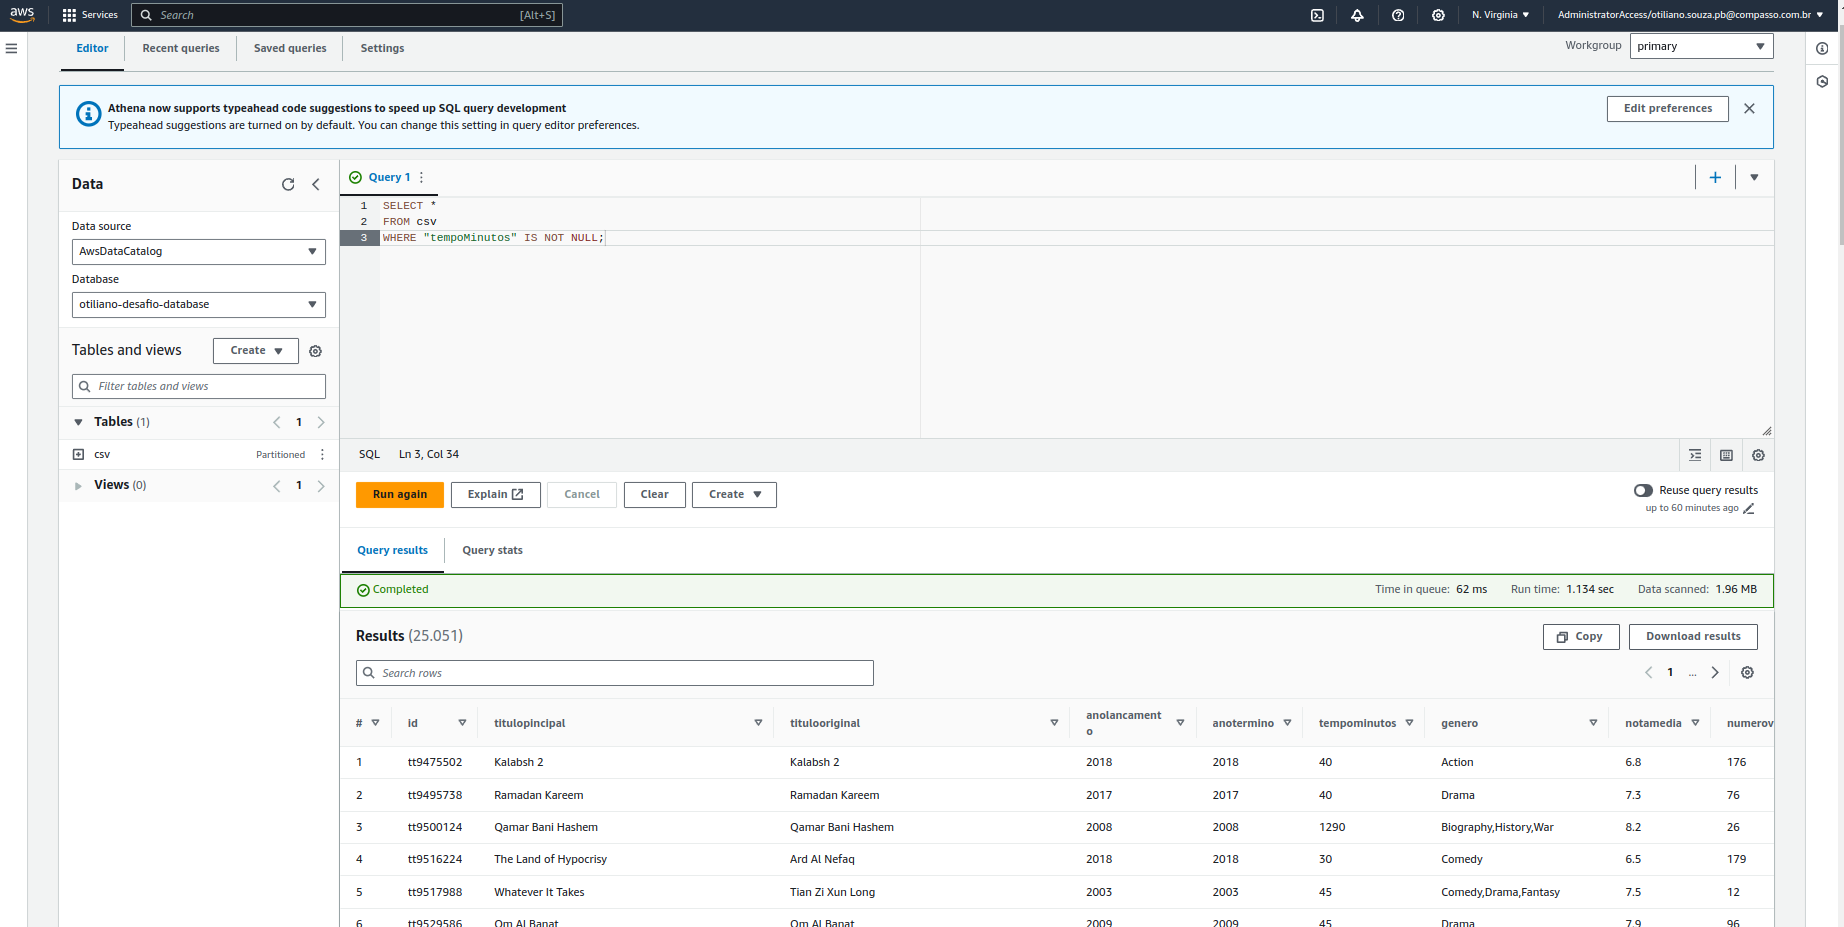 aws Services Search [Alt+S] N. Virginia AdministratorAccess/otiliano.souza.pb@compasso.com.br
Editor Recent queries Saved queries Settings Workgroup primary
Athena now supports typeahead code suggestions to speed up SQL query development
Typeahead suggestions are turned on by default. You can change this setting in query editor preferences.
Edit preferences
Data
Data source
AwsDataCatalog
Database
otiliano-desafio-database
Tables and views Create
Filter tables and views
Tables (1) 1
csv Partitioned
Views (0) 1
Query 1
1 SELECT *
2 FROM csv
3 WHERE "tempoMinutos" IS NOT NULL;
SQL Ln 3, Col 34
Run again Explain Cancel Clear Create
Reuse query results
up to 60 minutes ago
Query results Query stats
Completed Time in queue: 62 ms Run time: 1.134 sec Data scanned: 1.96 MB
Results (25.051) Copy Download results
Search rows 1 ...
# id titulopincipal titulooriginal anolancament
o anotermino tempominutos genero notamedia numerov
1 tt9475502 Kalabsh 2 Kalabsh 2 2018 2018 40 Action 6.8 176
2 tt9495738 Ramadan Kareem Ramadan Kareem 2017 2017 40 Drama 7.3 76
3 tt9500124 Qamar Bani Hashem Qamar Bani Hashem 2008 2008 1290 Biography,History,War 8.2 26
4 tt9516224 The Land of Hypocrisy Ard Al Nefaq 2018 2018 30 Comedy 6.5 179
5 tt9517988 Whatever It Takes Tian Zi Xun Long 2003 2003 45 Comedy,Drama,Fantasy 7.5 12
6 tt9529586 Om Al Banat Om Al Banat 2009 2009 45 Drama 7.9 96